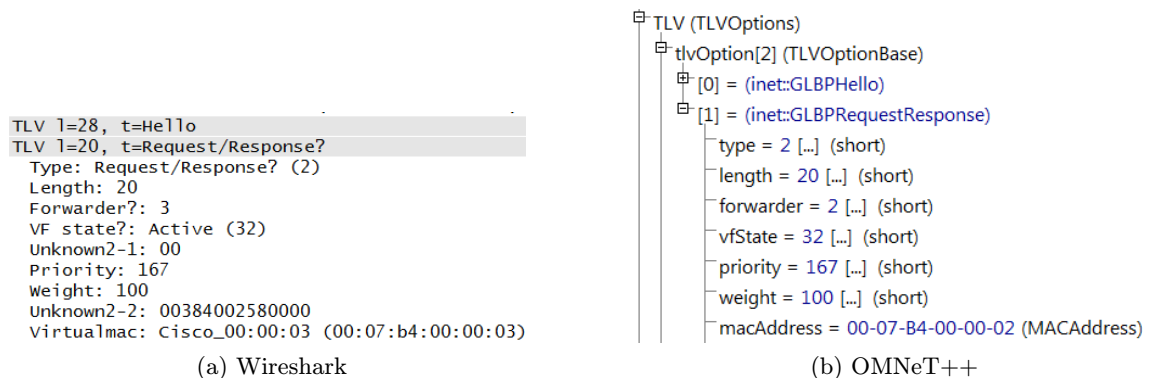 TLV l=28, t=Hello
TLV l=20, t=Request/Response?
Type: Request/Response? (2)
Length: 20
Forwarder?: 3
VF state?: Active (32)
Unknown2-1: 00
Priority: 167
Weight: 100
Unknown2-2: 00384002580000
Virtualmac: Cisco_00:00:03 (00:07:b4:00:00:03)
(a) Wireshark
TLV (TLVOptions)
tlvOption[2] (TLVOptionBase)
[0] = (inet::GLBPHello)
[1] = (inet::GLBPRequestResponse)
type = 2 [...] (short)
length = 20 [...] (short)
forwarder = 2 [...] (short)
vfState = 32 [...] (short)
priority = 167 [...] (short)
weight = 100 [...] (short)
macAddress = 00-07-B4-00-00-02 (MACAddress)
(b) OMNeT++